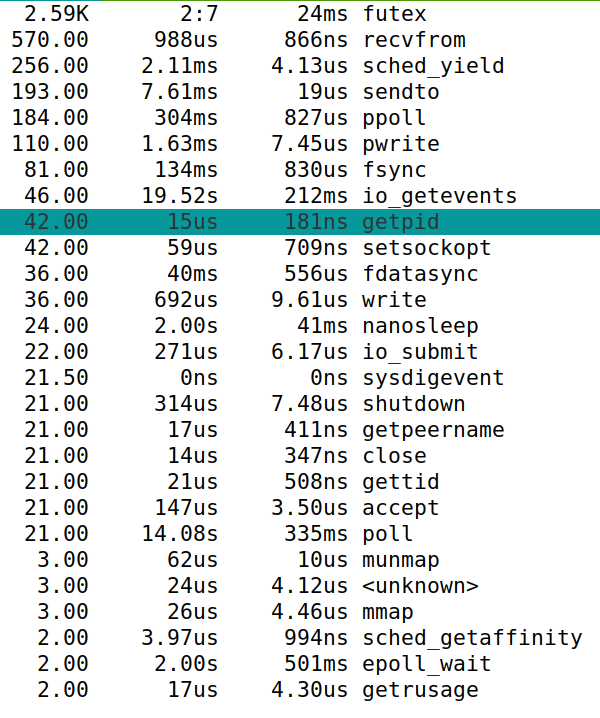 2.59K 2:7 24ms futex
570.00 988us 866ns recvfrom
256.00 2.11ms 4.13us sched_yield
193.00 7.61ms 19us sendto
184.00 304ms 827us ppoll
110.00 1.63ms 7.45us pwrite
81.00 134ms 830us fsync
46.00 19.52s 212ms io_getevents
42.00 15us 181ns getpid
42.00 59us 709ns setsockopt
36.00 40ms 556us fdatasync
36.00 692us 9.61us write
24.00 2.00s 41ms nanosleep
22.00 271us 6.17us io_submit
21.50 0ns 0ns sysdigevent
21.00 314us 7.48us shutdown
21.00 17us 411ns getpeername
21.00 14us 347ns close
21.00 21us 508ns gettid
21.00 147us 3.50us accept
21.00 14.08s 335ms poll
3.00 62us 10us munmap
3.00 24us 4.12us <unknown>
3.00 26us 4.46us mmap
2.00 3.97us 994ns sched_getaffinity
2.00 2.00s 501ms epoll_wait
2.00 17us 4.30us getrusage